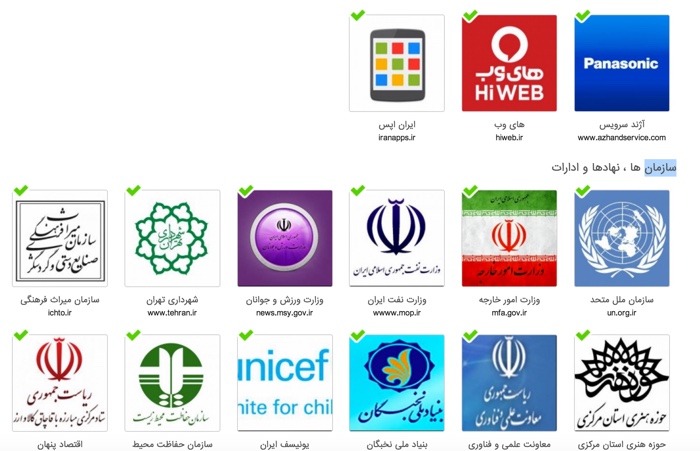 هـای وب
HiWEB
Panasonic
آژند سرویس
www.azhandservice.com
های وب
hiweb.ir
ایران اپس
iranapps.ir
سازمان ها ، نهادها و ادارات
جمهوری اسلامی ایران
وزارت امور خارجه
وزارت نفت جمهوری اسلامی ایران
شهرداری تهران
سازمان میراث فرهنگی
صنایع دستی و گردشگری
سازمان ملل متحد
un.org.ir
وزارت امور خارجه
mfa.gov.ir
وزارت نفت ایران
wwww.mop.ir
وزارت ورزش و جوانان
news.msy.gov.ir
شهرداری تهران
www.tehran.ir
سازمان میراث فرهنگی
ichto.ir
حوزه هنری استان مرکزی
ریاست جمهوری
معاونت علمی و فناوری
بنیاد ملی نخبگان
unicef
nite for chil
سازمان حفاظت محیط زیست
ریاست جمهوری
ستاد مرکزی مبارزه با قاچاق کالا و ارز
حوزه هنری استان مرکزی
معاونت علمی و فناوری
بنیاد ملی نخبگان
یونیسف ایران
سازمان حفاظت محیط
اقتصاد پنهان